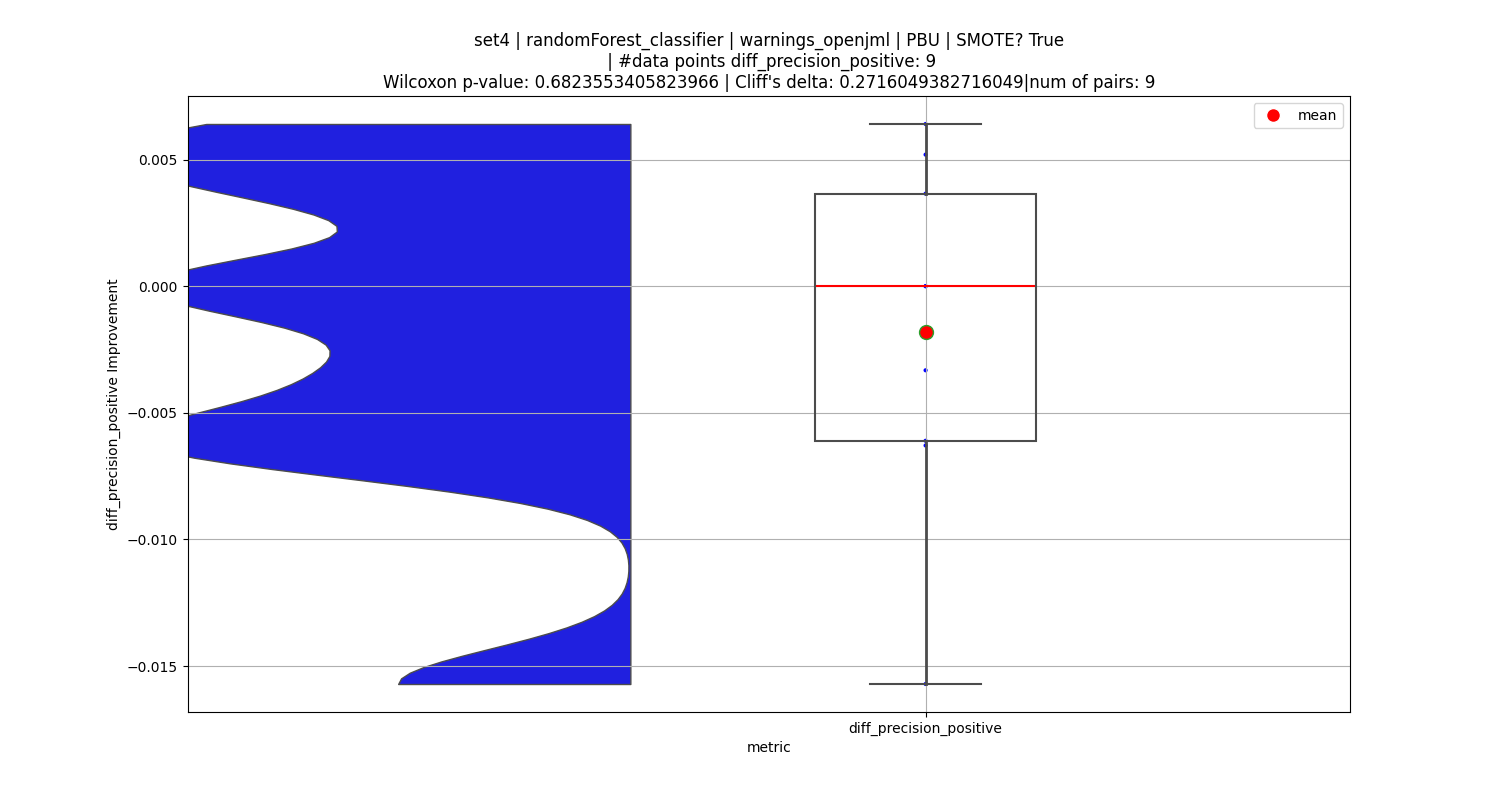 set4 | randomForest_classifier | warnings_openjml | PBU | SMOTE? True
| #data points diff_precision_positive: 9
Wilcoxon p-value: 0.6823553405823966 | Cliff's delta: 0.2716049382716049|num of pairs: 9
mean
0.005
0.000
−0.005
−0.010
−0.015
diff_precision_positive Improvement
diff_precision_positive
metric